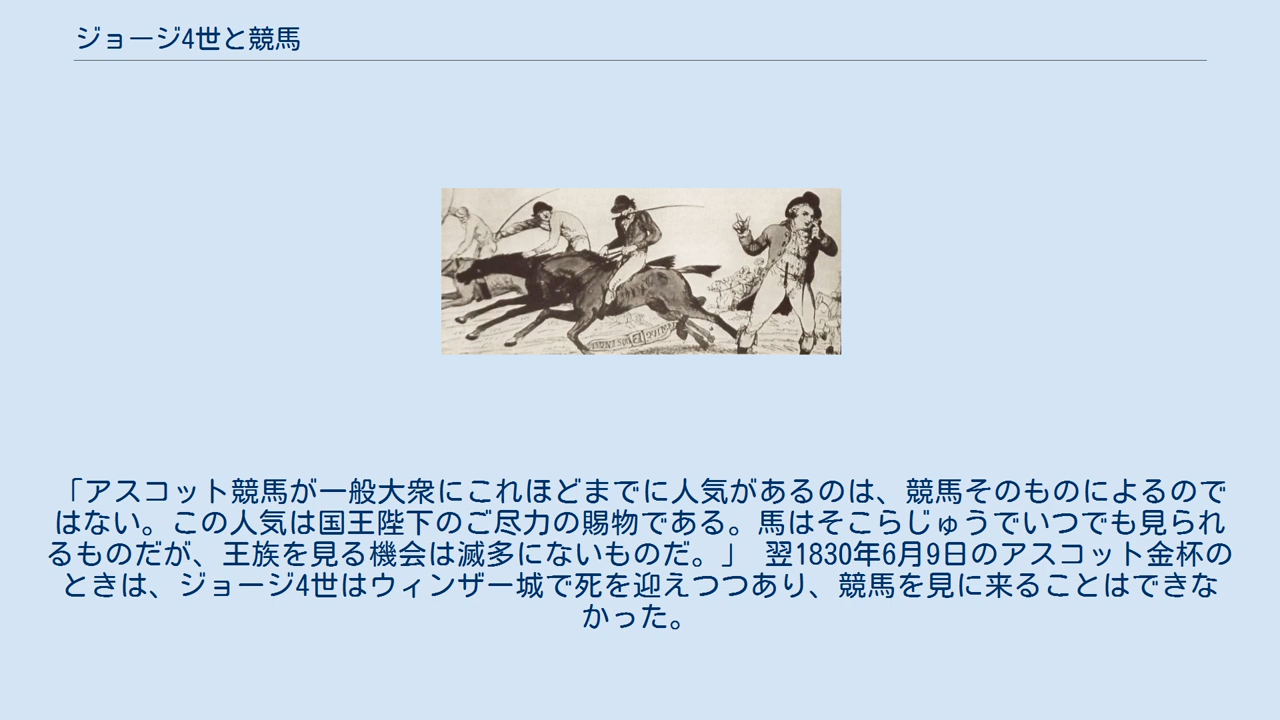 ジョージ4世と競馬
「アスコット競馬が一般大衆にこれほどまでに人気があるのは、競馬そのものによるので
はない。この人気は国王陛下のご尽力の賜物である。馬はそこらじゅうでいつでも見られ
るものだが、王族を見る機会は滅多にないものだ。」 翌1830年6月9日のアスコット金杯の
ときは、ジョージ4世はウィンザー城で死を迎えつつあり、競馬を見に来ることはできな
かった。